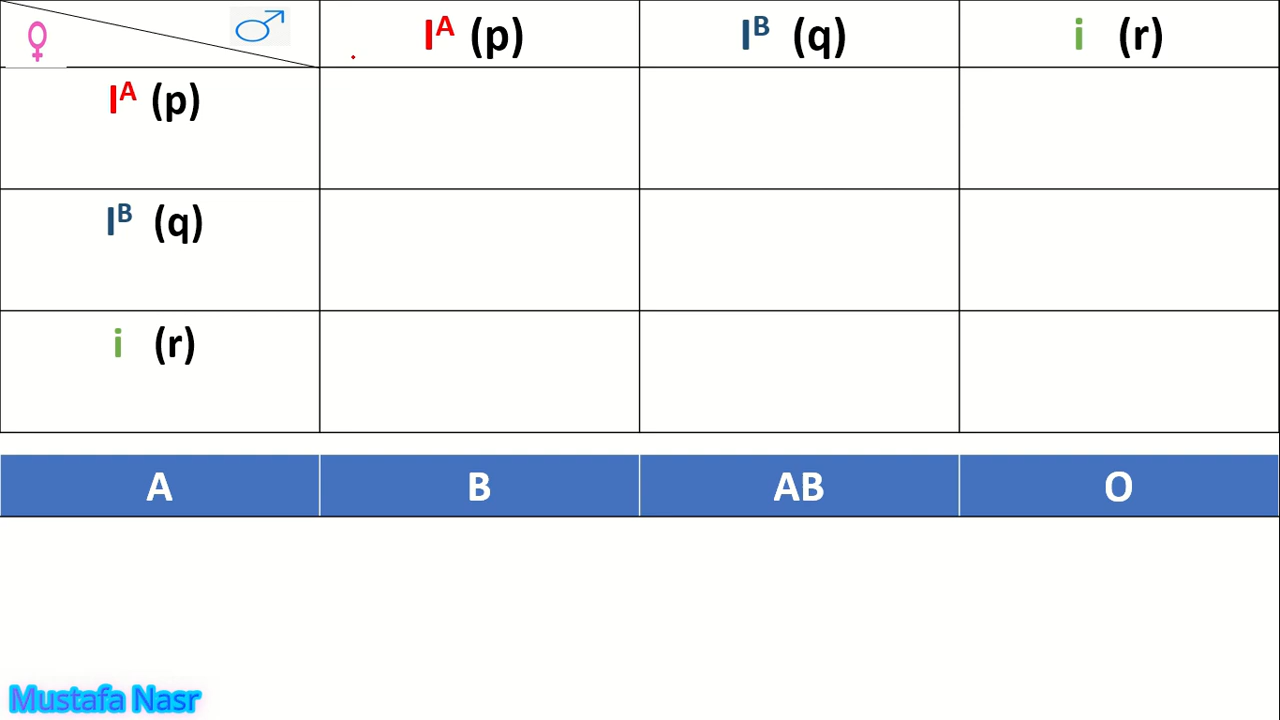 ♀ ♂ Iᴬ (p) Iᴮ (q) i (r)
Iᴬ (p)
Iᴮ (q)
i (r)
A B AB O
Mustafa Nasr